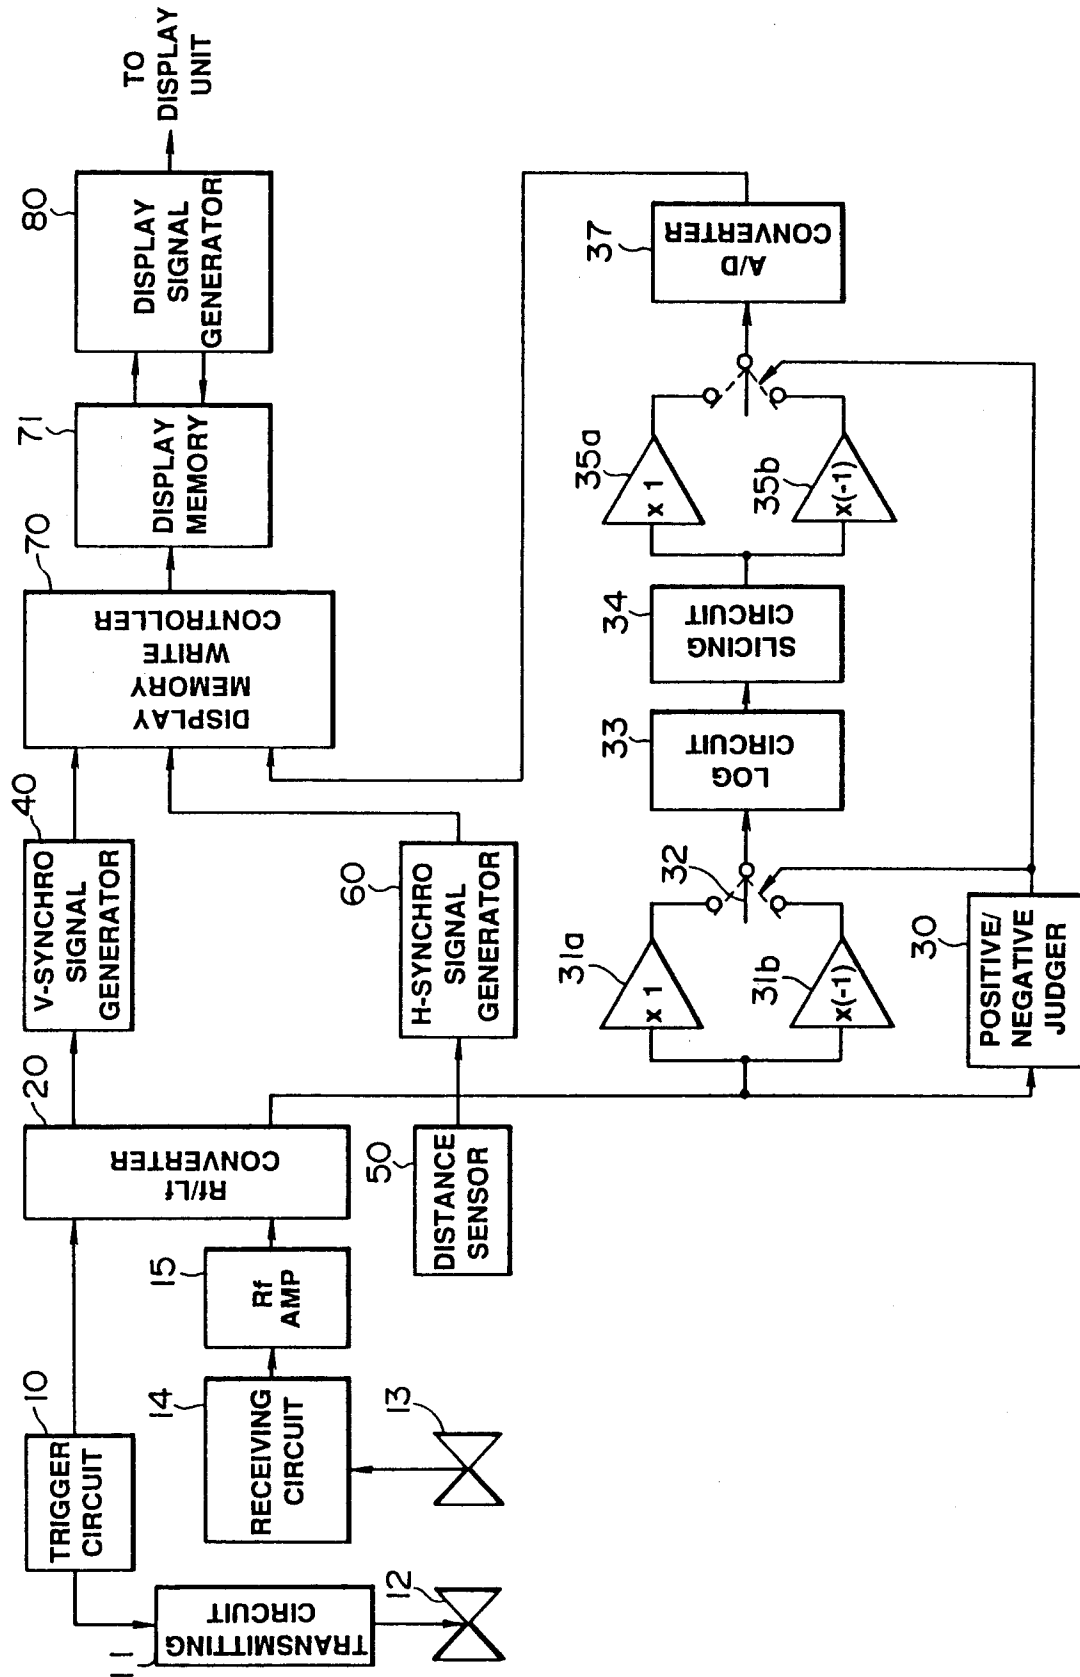 10
TRIGGER
CIRCUIT
11
TRANSMITTING
CIRCUIT
12
13
14
RECEIVING
CIRCUIT
15
Rf
AMP
20
Rf/Lf
CONVERTER
40
V-SYNCHRO
SIGNAL
GENERATOR
50
DISTANCE
SENSOR
60
H-SYNCHRO
SIGNAL
GENERATOR
70
DISPLAY
MEMORY
WRITE
CONTROLLER
71
DISPLAY
MEMORY
80
DISPLAY
SIGNAL
GENERATOR
TO
DISPLAY
UNIT
31a
x 1
31b
x(-1)
32
30
POSITIVE/
NEGATIVE
JUDGER
33
LOG
CIRCUIT
34
SLICING
CIRCUIT
35a
x 1
35b
x(-1)
37
A/D
CONVERTER